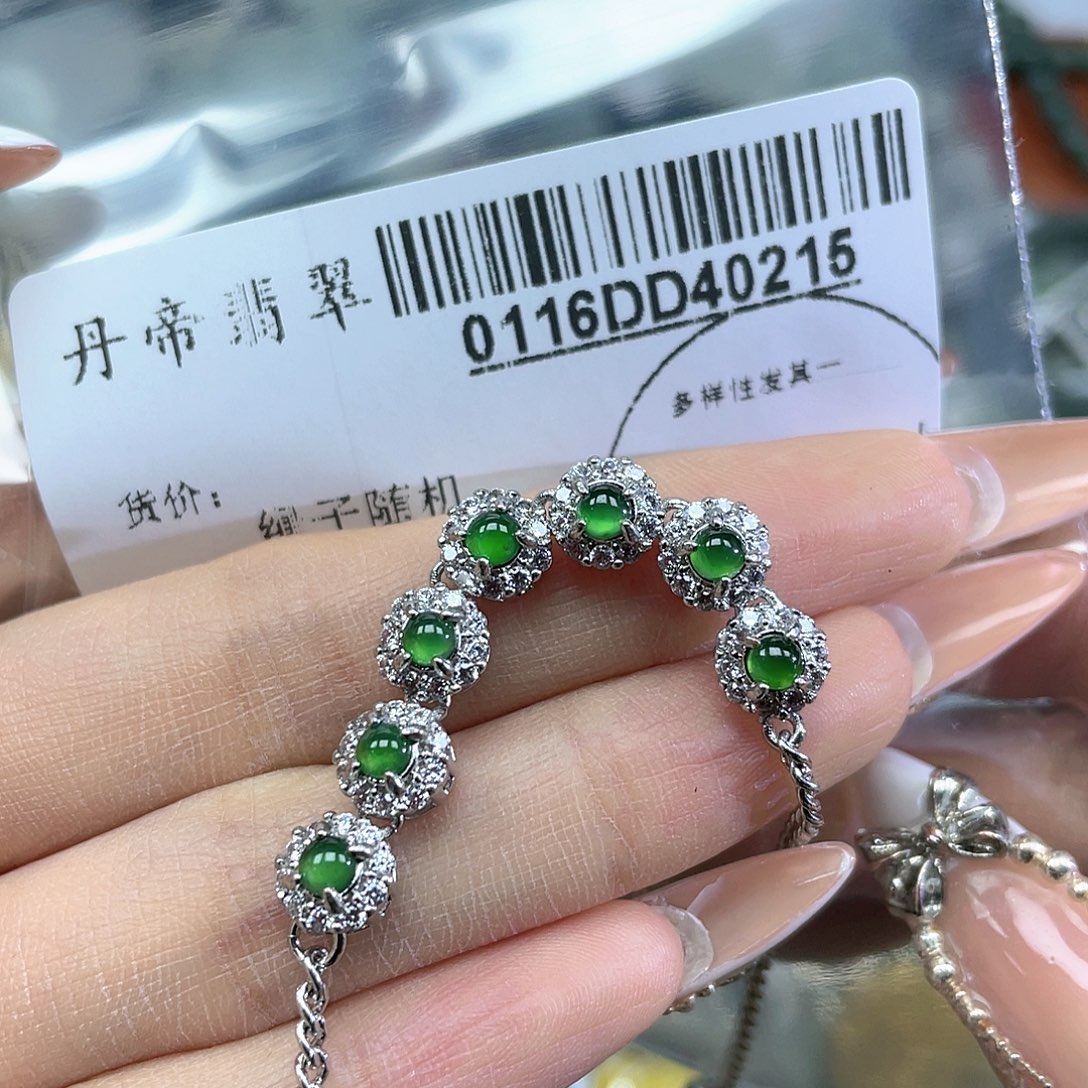 丹帝翡翠
0116DD40215
多样性发其一
货价：
绳子随机